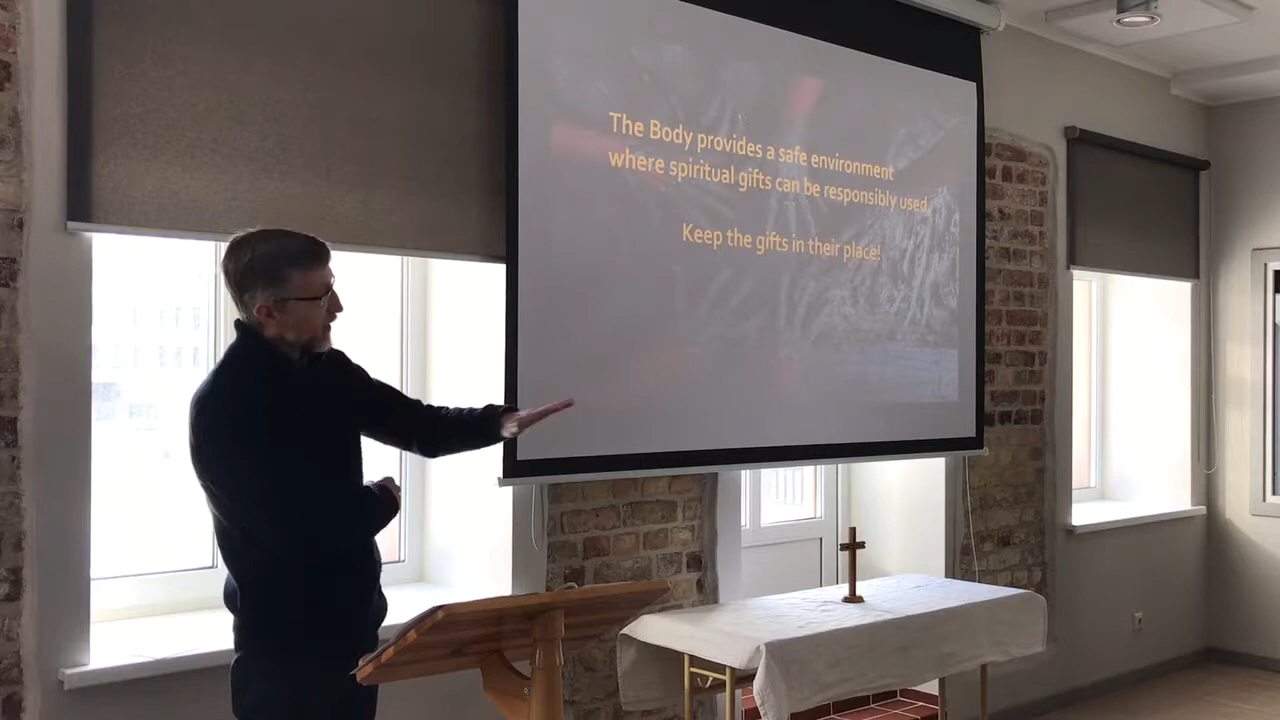 The Body provides a safe environment
where spiritual gifts can be responsibly used
Keep the gifts in their place!